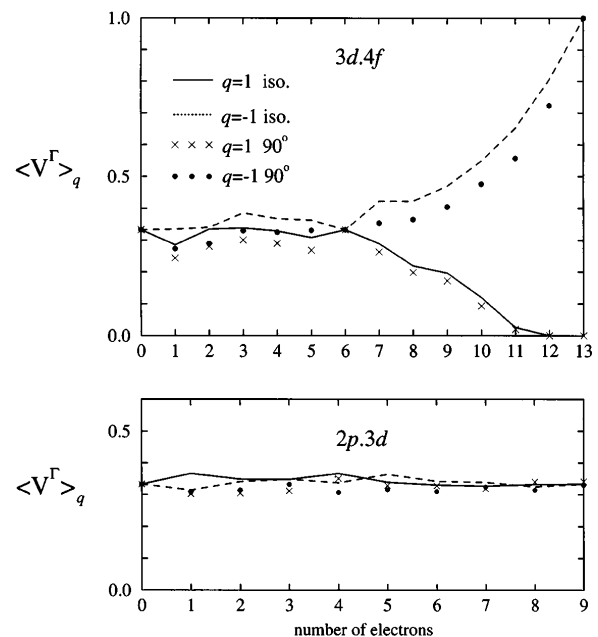 1.0
3d.4f
q=1 iso.
q=-1 iso.
× × × q=1 90°
• • • q=-1 90°
<V^Γ>_q
0.5
0.0
0 1 2 3 4 5 6 7 8 9 10 11 12 13
0.5
2p.3d
<V^Γ>_q
0.0
0 1 2 3 4 5 6 7 8 9
number of electrons